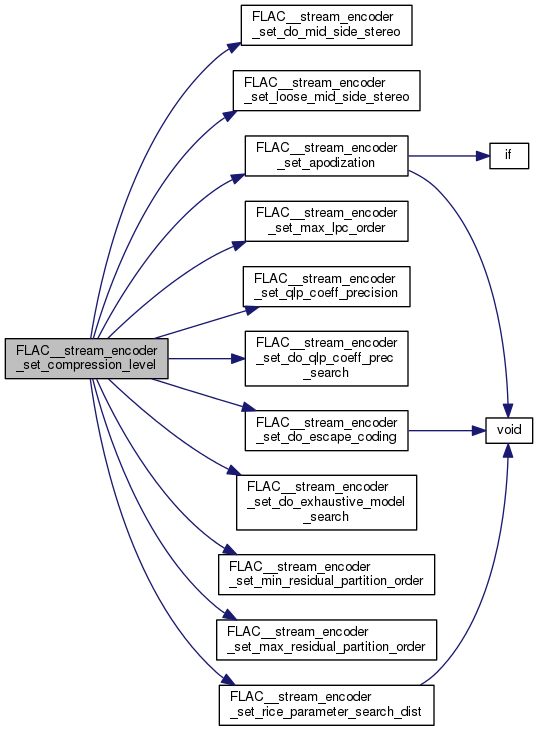 FLAC__stream_encoder
_set_do_mid_side_stereo
FLAC__stream_encoder
_set_loose_mid_side_stereo
FLAC__stream_encoder
_set_apodization
if
FLAC__stream_encoder
_set_max_lpc_order
FLAC__stream_encoder
_set_qlp_coeff_precision
FLAC__stream_encoder
_set_compression_level
FLAC__stream_encoder
_set_do_qlp_coeff_prec
_search
FLAC__stream_encoder
_set_do_escape_coding
void
FLAC__stream_encoder
_set_do_exhaustive_model
_search
FLAC__stream_encoder
_set_min_residual_partition_order
FLAC__stream_encoder
_set_max_residual_partition_order
FLAC__stream_encoder
_set_rice_parameter_search_dist